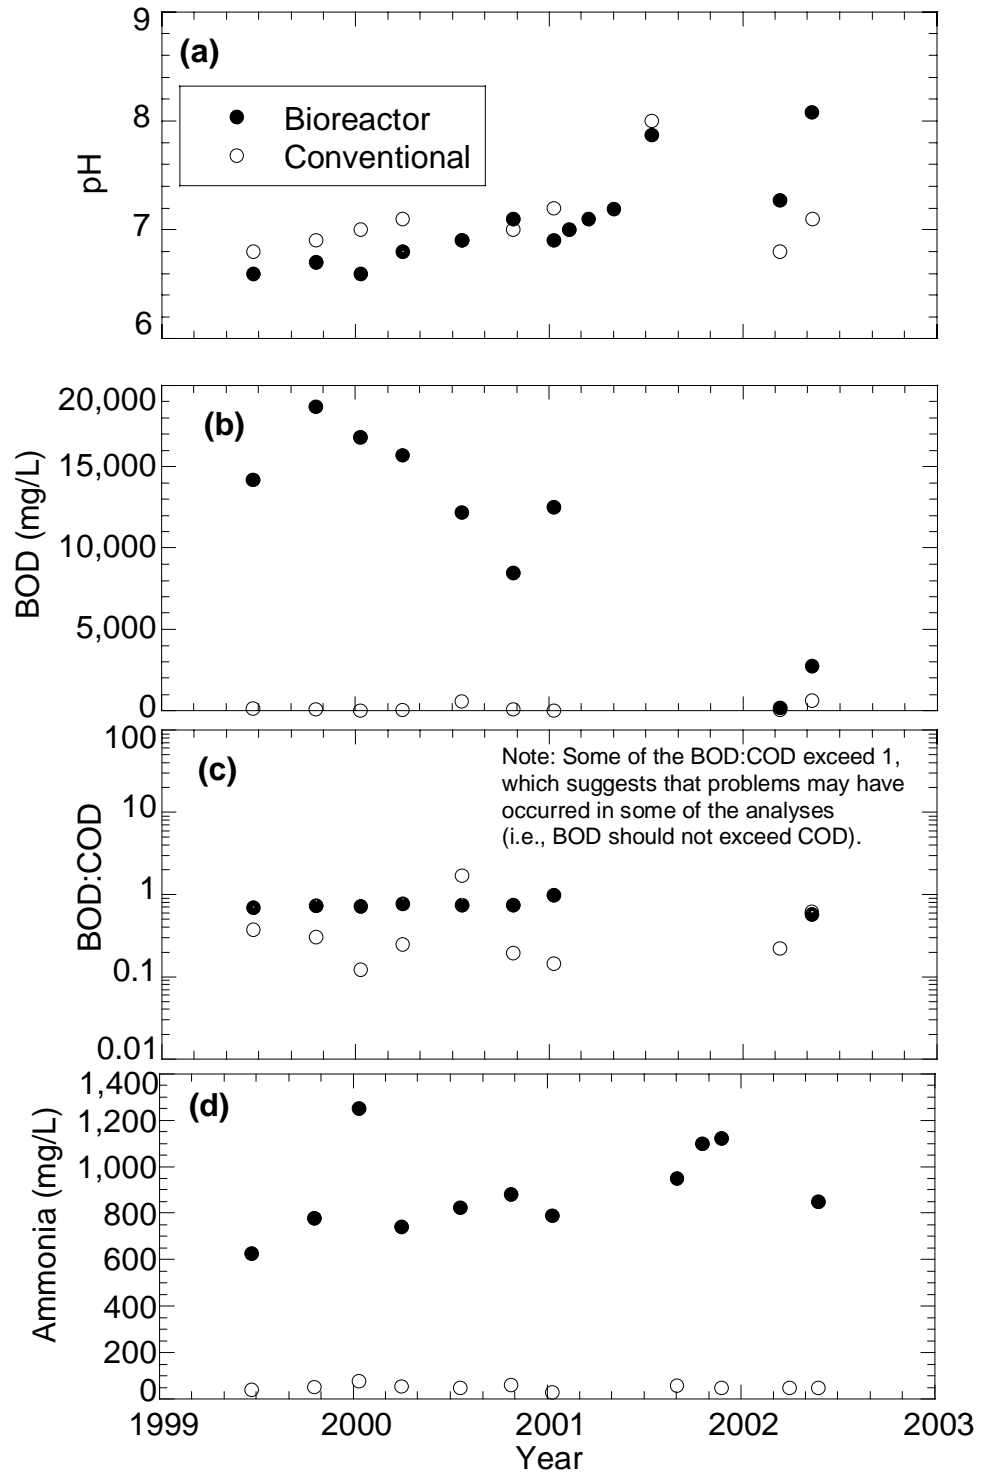 (a)
Bioreactor
Conventional
pH
9
8
7
6
(b)
BOD (mg/L)
20,000
15,000
10,000
5,000
0
(c)
Note: Some of the BOD:COD exceed 1,
which suggests that problems may have
occurred in some of the analyses
(i.e., BOD should not exceed COD).
BOD:COD
100
10
1
0.1
0.01
(d)
Ammonia (mg/L)
1,400
1,200
1,000
800
600
400
200
0
1999 2000 2001 2002 2003
Year